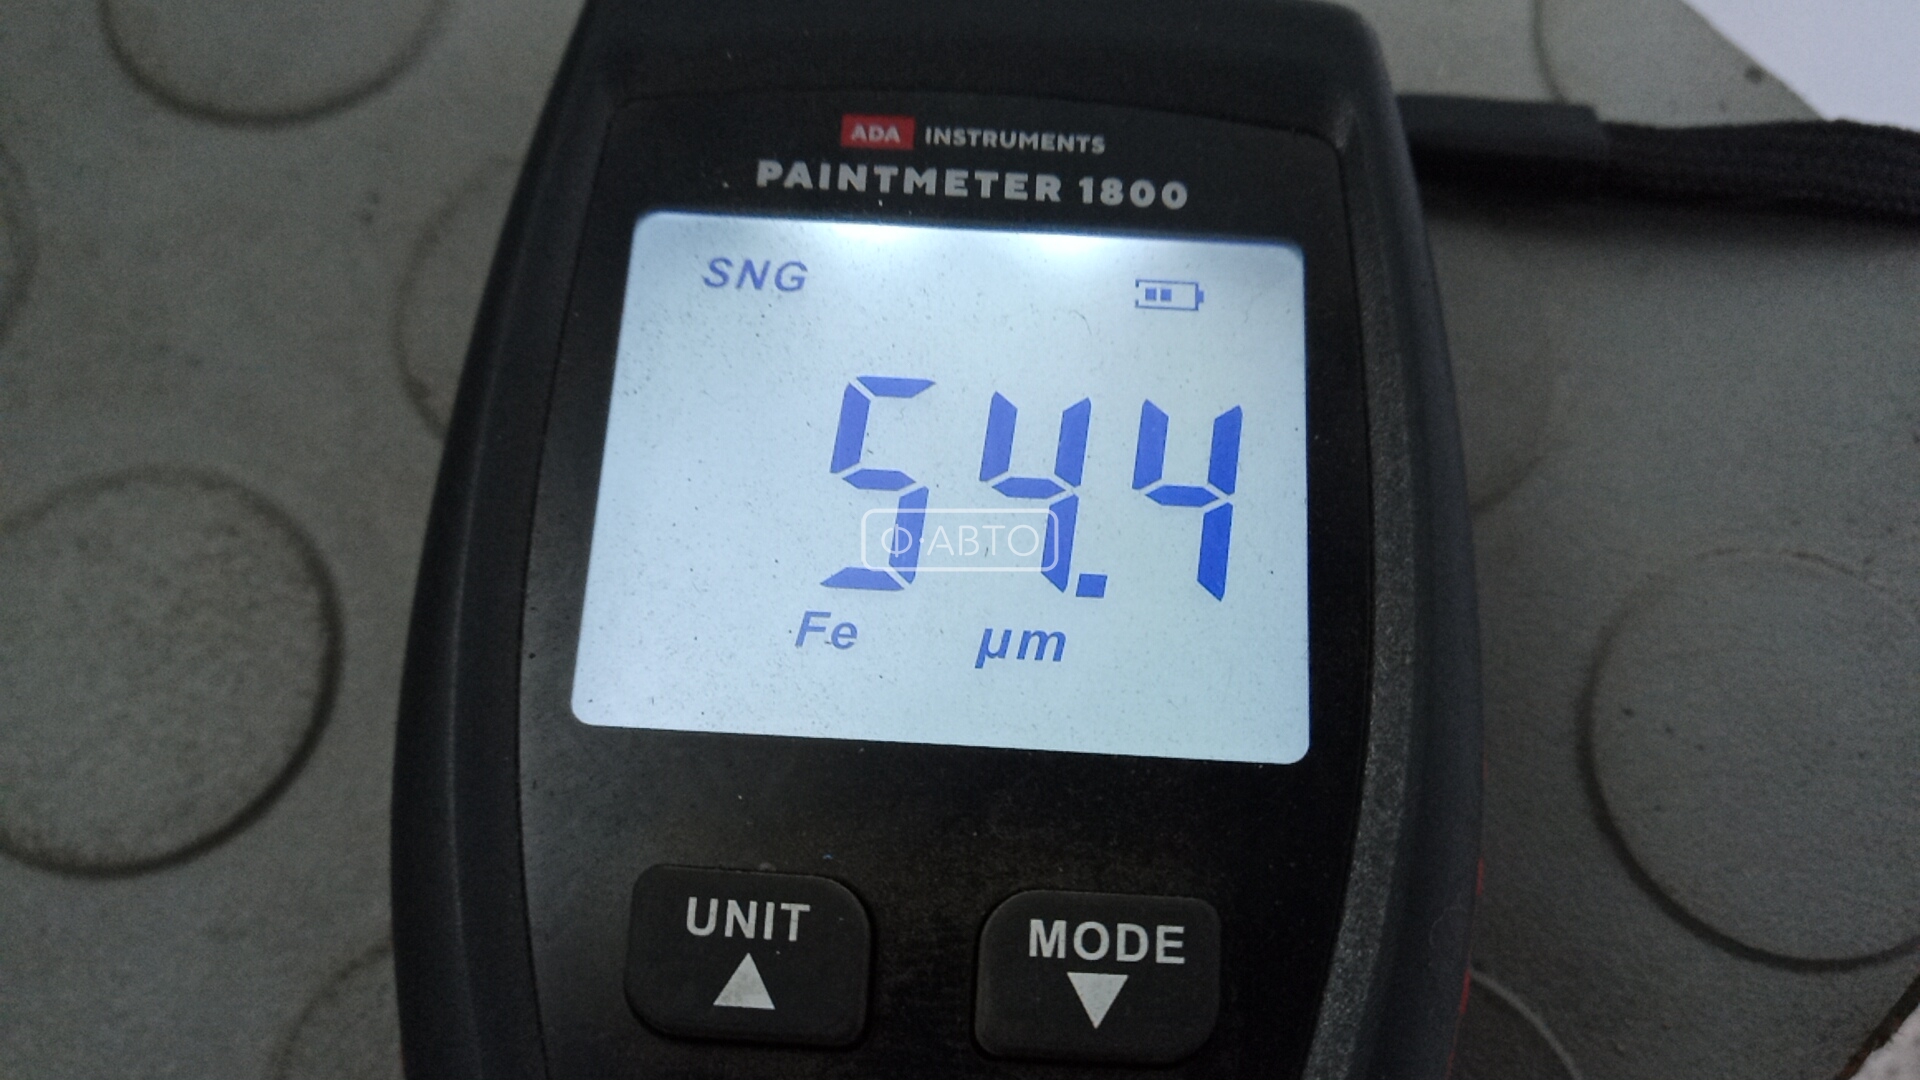 ADA INSTRUMENTS
PAINTMETER 1800
SNG
54.4
Fe µm
Ф·АВТО
UNIT MODE